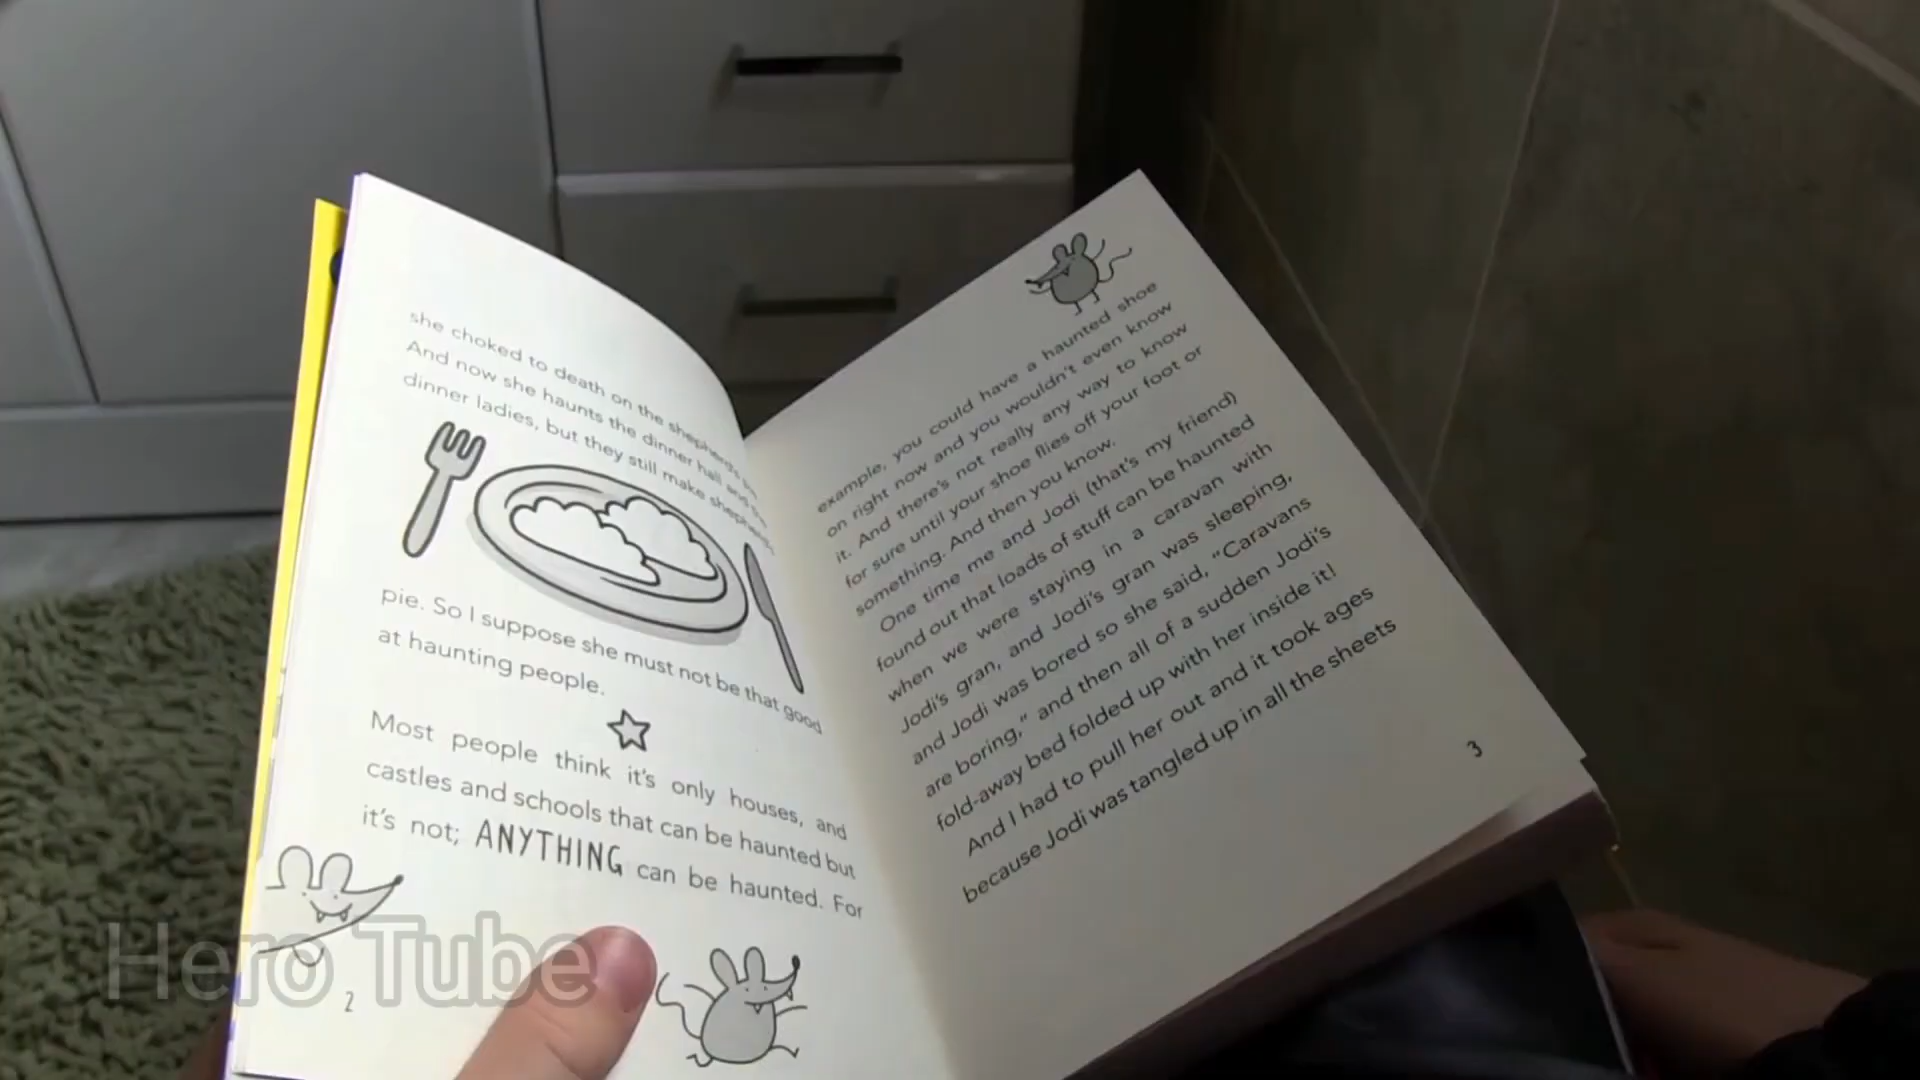 she choked to death on the shepherd's pie.
And now she haunts the dinner hall and the
dinner ladies, but they still make shepherd's
pie. So I suppose she must not be that good
at haunting people.
Most people think it's only houses, and
castles and schools that can be haunted but
it's not; ANYTHING can be haunted. For
2
example, you could have a haunted shoe
on right now and you wouldn't even know
it. And there's not really any way to know
for sure until your shoe flies off your foot or
something. And then you know.
One time me and Jodi (that's my friend)
found out that loads of stuff can be haunted
when we were staying in a caravan with
Jodi's gran, and Jodi's gran was sleeping,
and Jodi was bored so she said, "Caravans
are boring," and then all of a sudden Jodi's
fold-away bed folded up with her inside it!
And I had to pull her out and it took ages
because Jodi was tangled up in all the sheets
3
Hero Tube